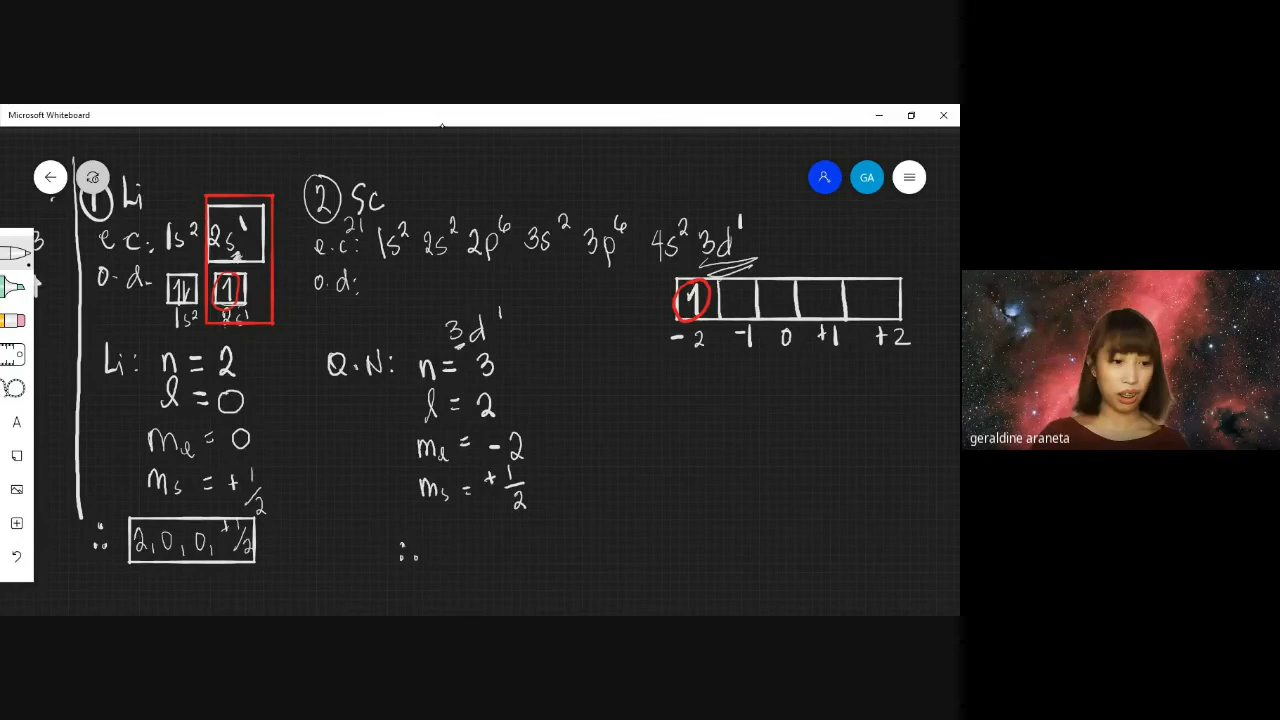 Microsoft Whiteboard
GA
A
① Li
e c: 1s² 2s¹
o. d-
1s² 2s¹
Li: n = 2
l = 0
mℓ = 0
ms = +1/2
∴ 2, 0, 0, +1/2
② Sc
21
e.c: 1s² 2s² 2p⁶ 3s² 3p⁶ 4s² 3d¹
o.d:
-2 -1 0 +1 +2
3d¹
Q.N: n = 3
l = 2
mℓ = -2
ms = +1/2
∴
geraldine araneta